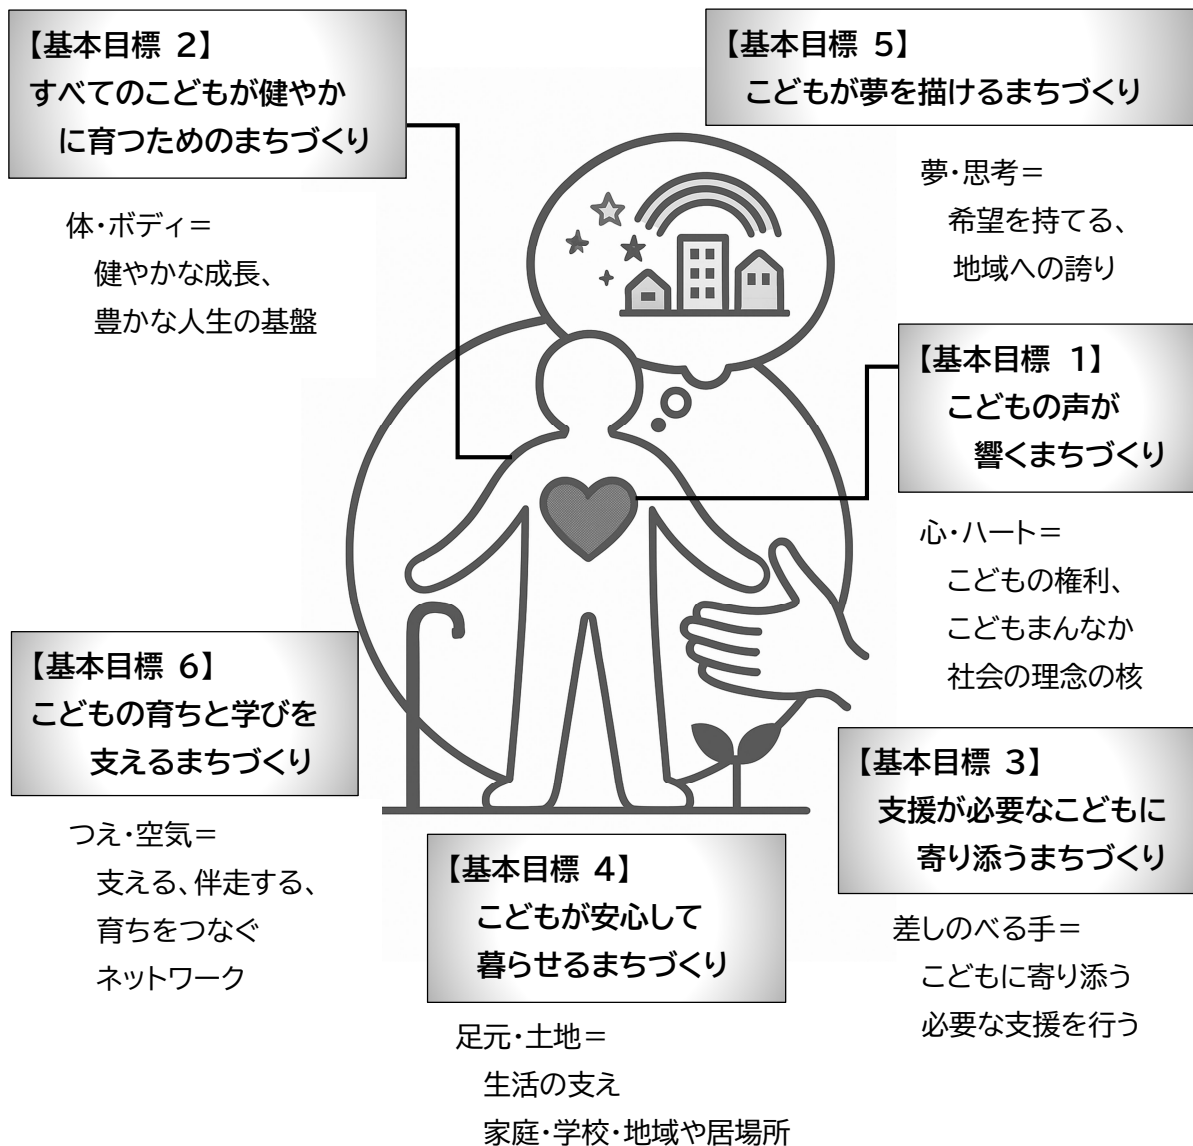 【基本目標 2】
すべてのこどもが健やか
に育つためのまちづくり
体・ボディ＝
健やかな成長、
豊かな人生の基盤
【基本目標 5】
こどもが夢を描けるまちづくり
夢・思考＝
希望を持てる、
地域への誇り
【基本目標 1】
こどもの声が
響くまちづくり
心・ハート＝
こどもの権利、
こどもまんなか
社会の理念の核
【基本目標 6】
こどもの育ちと学びを
支えるまちづくり
つえ・空気＝
支える、伴走する、
育ちをつなぐ
ネットワーク
【基本目標 4】
こどもが安心して
暮らせるまちづくり
足元・土地＝
生活の支え
家庭・学校・地域や居場所
【基本目標 3】
支援が必要なこどもに
寄り添うまちづくり
差しのべる手＝
こどもに寄り添う
必要な支援を行う